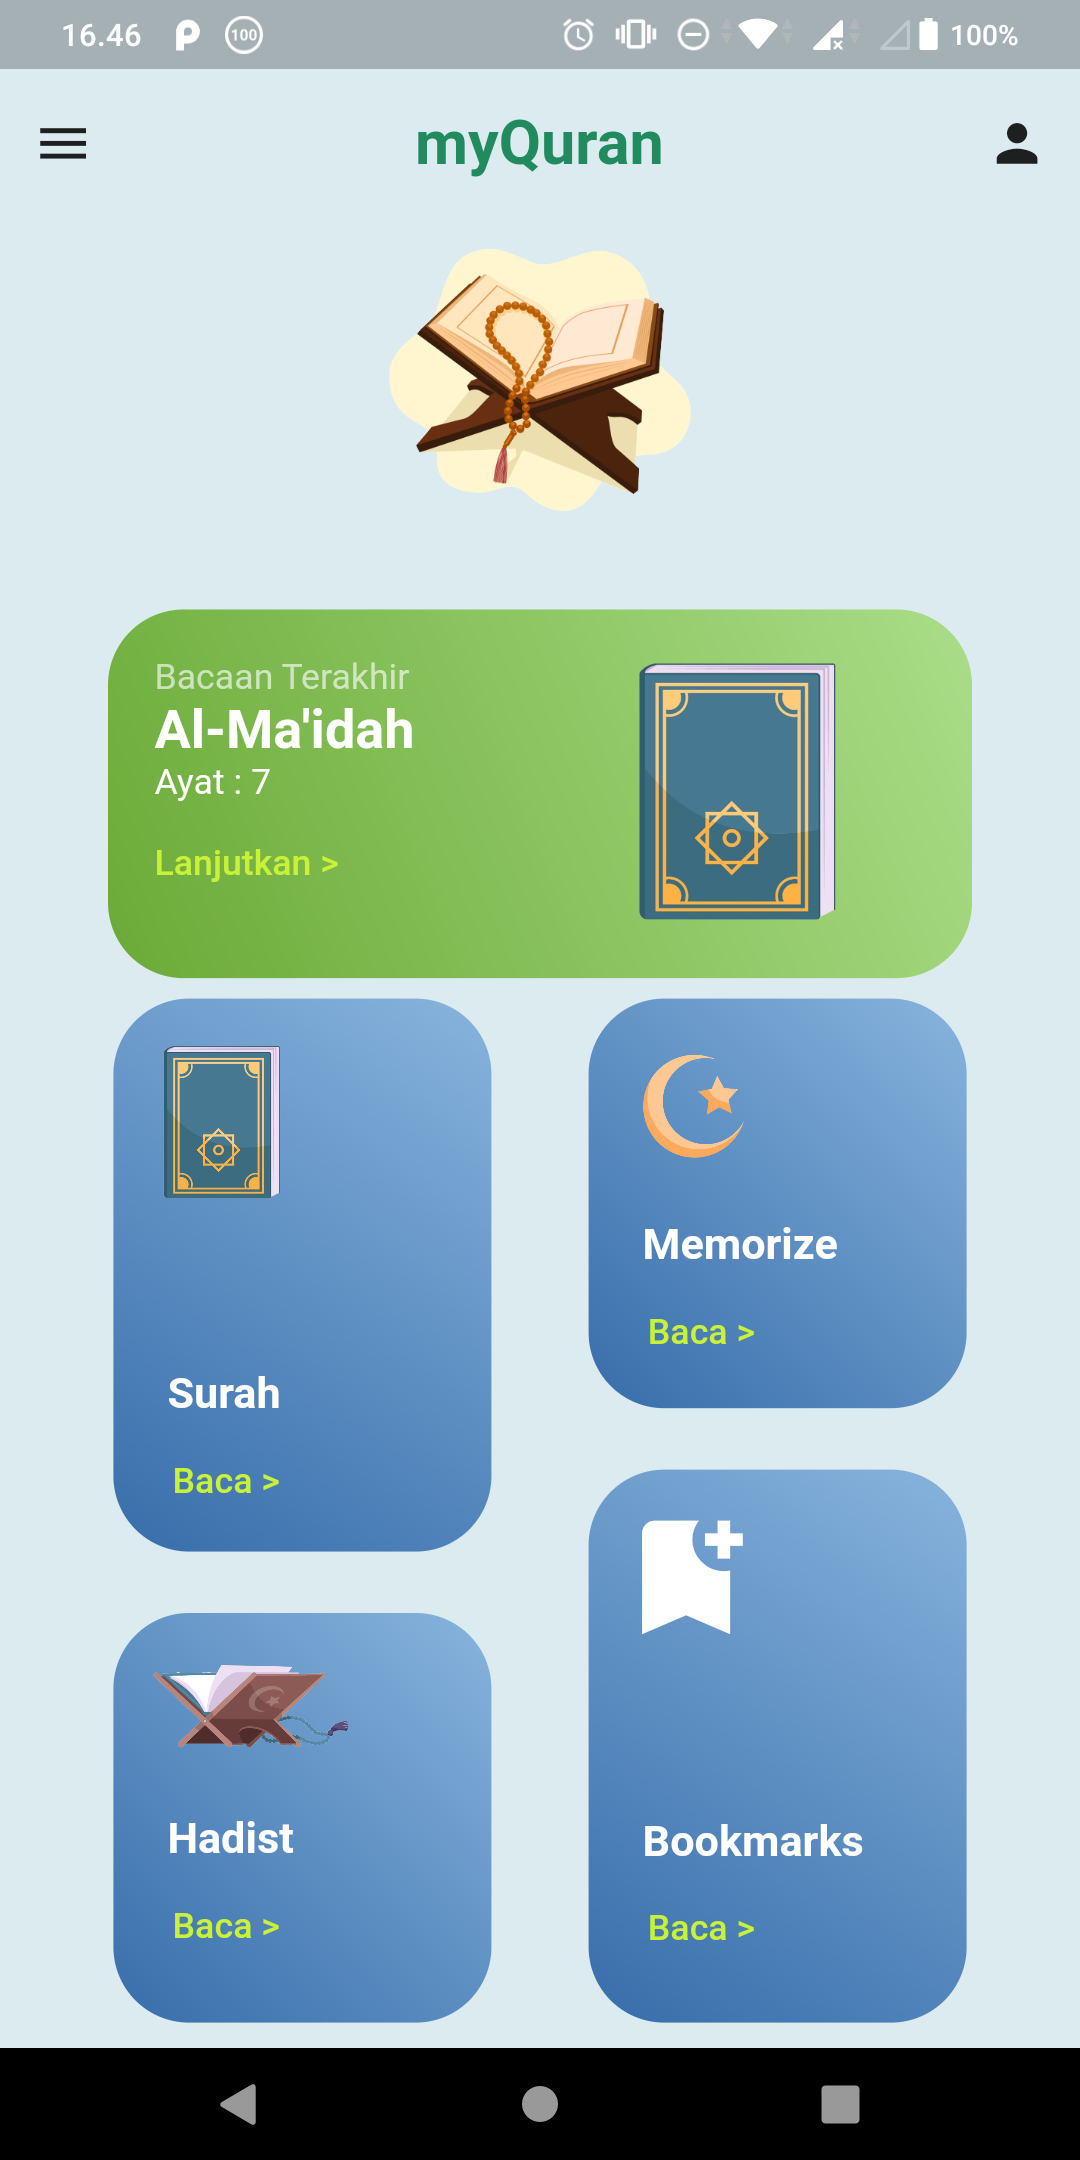 16.46
100
100%
myQuran
Bacaan Terakhir
Al-Ma'idah
Ayat : 7
Lanjutkan >
Surah
Baca >
Memorize
Baca >
Hadist
Baca >
Bookmarks
Baca >